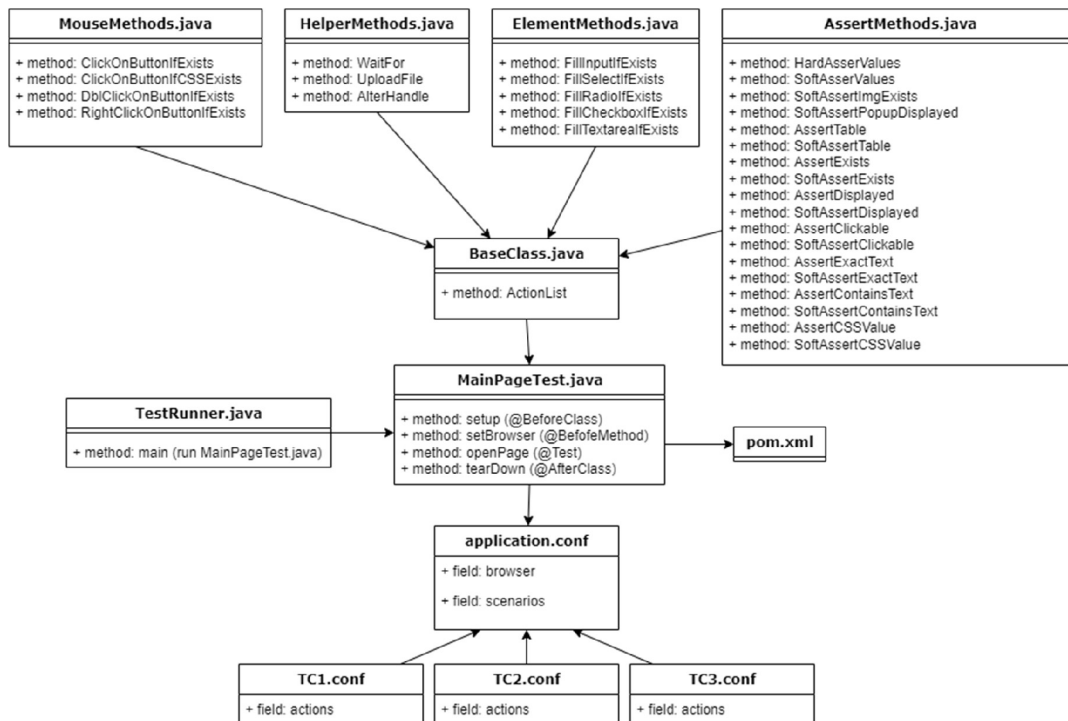 MouseMethods.java
+ method: ClickOnButtonIfExists
+ method: ClickOnButtonIfCSSExists
+ method: DblClickOnButtonIfExists
+ method: RightClickOnButtonIfExists
HelperMethods.java
+ method: WaitFor
+ method: UploadFile
+ method: AlterHandle
ElementMethods.java
+ method: FillInputIfExists
+ method: FillSelectIfExists
+ method: FillRadioIfExists
+ method: FillCheckboxIfExists
+ method: FillTextareaIfExists
AssertMethods.java
+ method: HardAsserValues
+ method: SoftAsserValues
+ method: SoftAssertImgExists
+ method: SoftAssertPopupDisplayed
+ method: AssertTable
+ method: SoftAssertTable
+ method: AssertExists
+ method: SoftAssertExists
+ method: AssertDisplayed
+ method: SoftAssertDisplayed
+ method: AssertClickable
+ method: SoftAssertClickable
+ method: AssertExactText
+ method: SoftAssertExactText
+ method: AssertContainsText
+ method: SoftAssertContainsText
+ method: AssertCSSValue
+ method: SoftAssertCSSValue
BaseClass.java
+ method: ActionList
MainPageTest.java
+ method: setup (@BeforeClass)
+ method: setBrowser (@BefofeMethod)
+ method: openPage (@Test)
+ method: tearDown (@AfterClass)
TestRunner.java
+ method: main (run MainPageTest.java)
pom.xml
application.conf
+ field: browser
+ field: scenarios
TC1.conf
+ field: actions
TC2.conf
+ field: actions
TC3.conf
+ field: actions